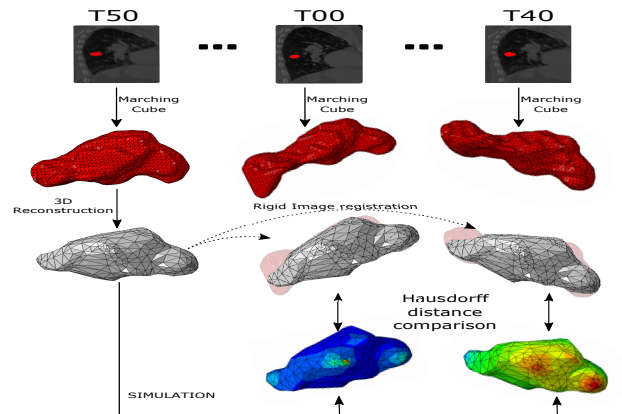 T50
T00
T40
Marching
Cube
Marching
Cube
Marching
Cube
3D
Reconstruction
Rigid Image registration
Hausdorff
distance
comparison
SIMULATION